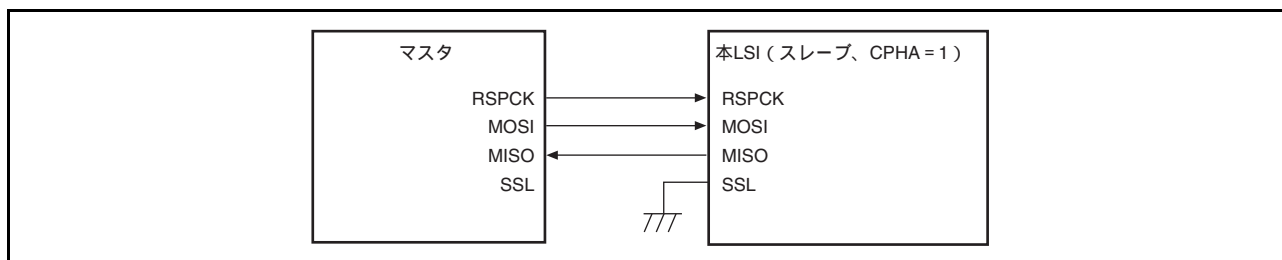 マスタ
RSPCK
MOSI
MISO
SSL
本LSI（スレーブ、CPHA = 1）
RSPCK
MOSI
MISO
SSL